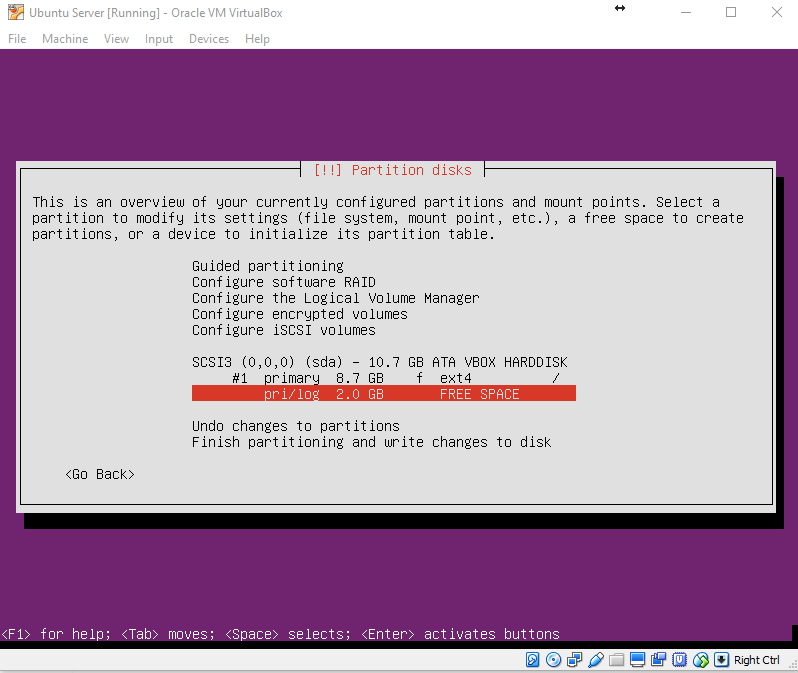 Ubuntu Server [Running] - Oracle VM VirtualBox
File Machine View Input Devices Help
[!!] Partition disks
This is an overview of your currently configured partitions and mount points. Select a
partition to modify its settings (file system, mount point, etc.), a free space to create
partitions, or a device to initialize its partition table.
Guided partitioning
Configure software RAID
Configure the Logical Volume Manager
Configure encrypted volumes
Configure iSCSI volumes
SCSI3 (0,0,0) (sda) - 10.7 GB ATA VBOX HARDDISK
#1 primary 8.7 GB f ext4 /
pri/log 2.0 GB FREE SPACE
Undo changes to partitions
Finish partitioning and write changes to disk
<Go Back>
<F1> for help; <Tab> moves; <Space> selects; <Enter> activates buttons
Right Ctrl